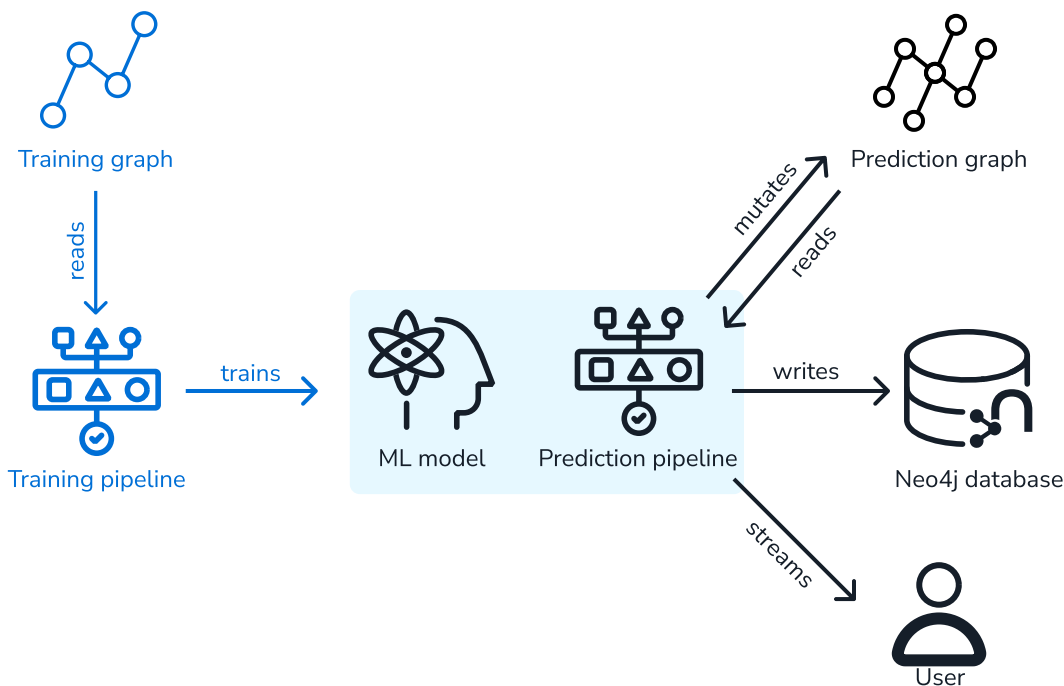 Training graph
Prediction graph
reads
mutates
reads
trains
writes
ML model
Prediction pipeline
Training pipeline
Neo4j database
streams
User